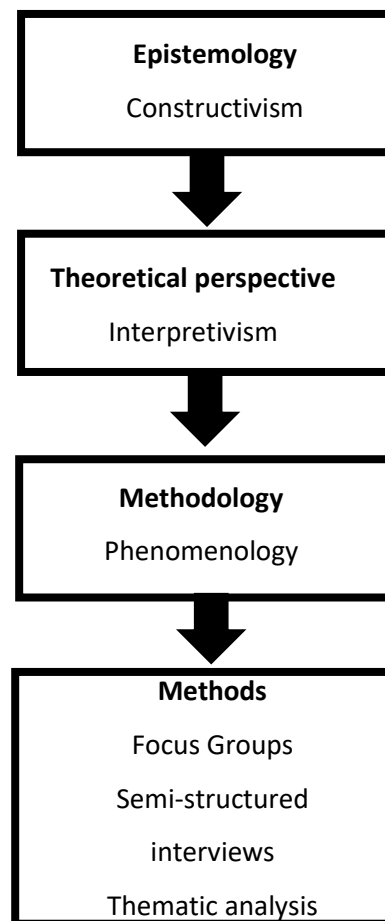 Epistemology
Constructivism
Theoretical perspective
Interpretivism
Methodology
Phenomenology
Methods
Focus Groups
Semi-structured
interviews
Thematic analysis